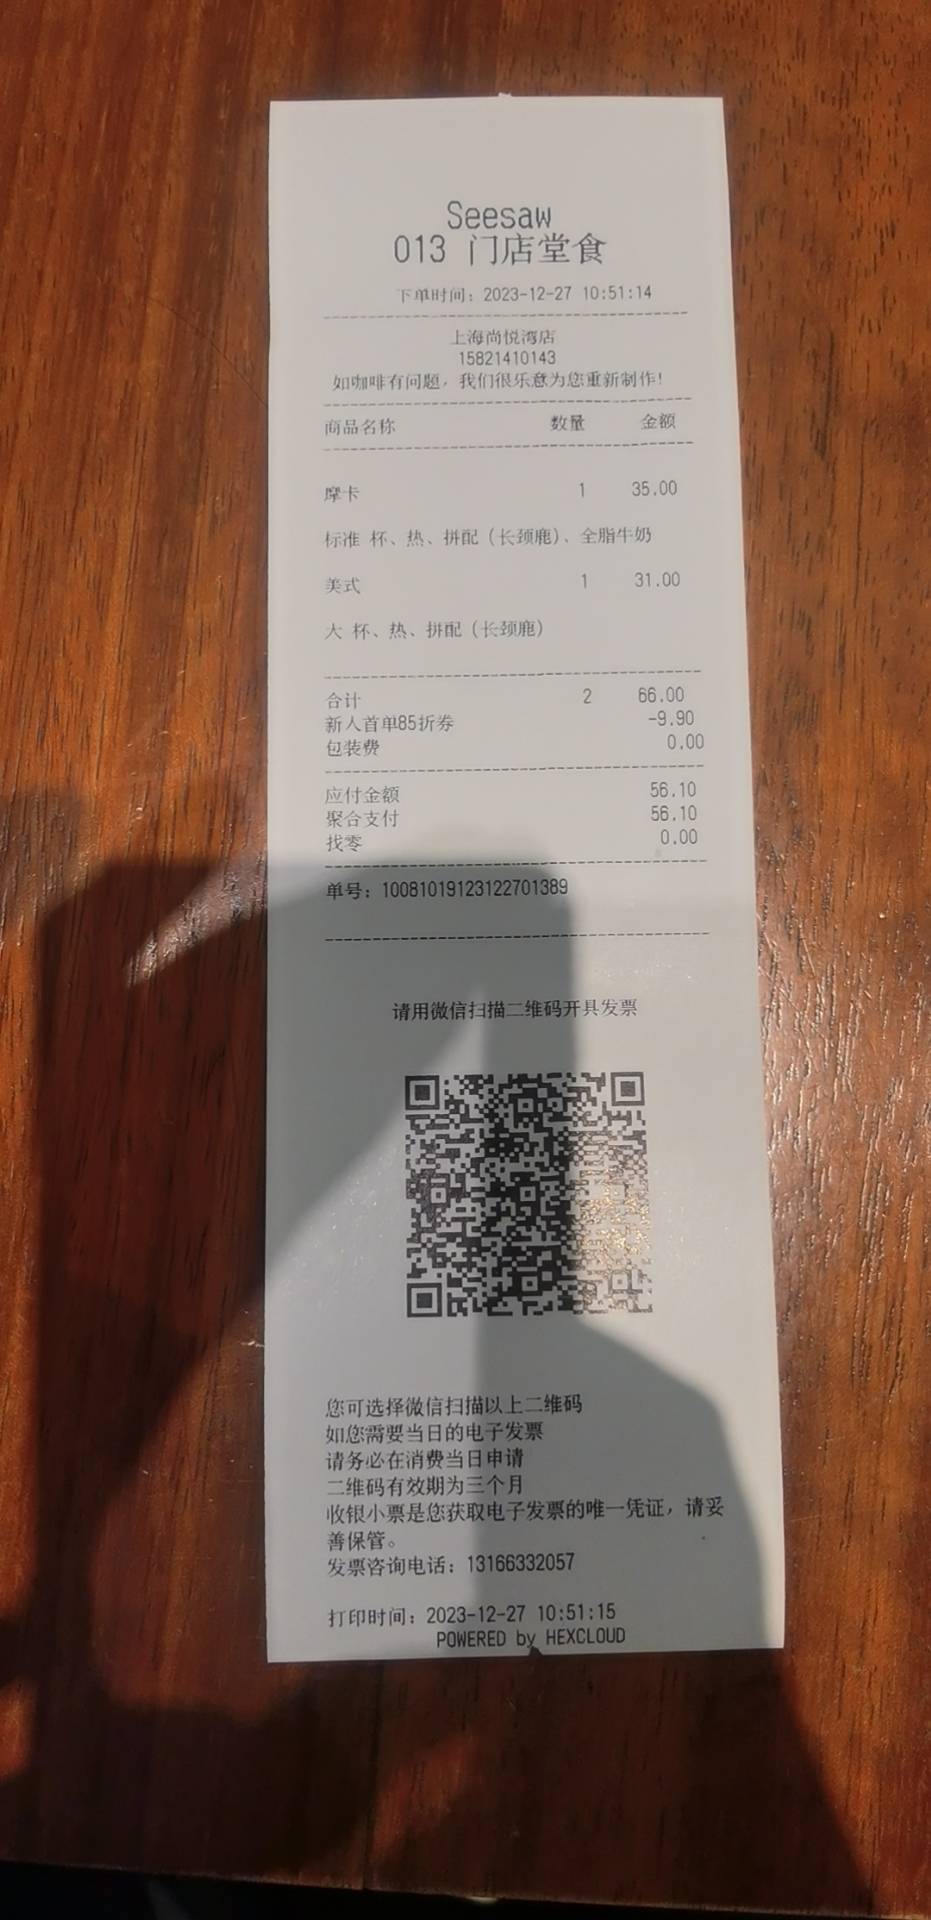 Seesaw
013 门店堂食
下单时间：2023-12-27 10:51:14
上海尚悦湾店
15821410143
如咖啡有问题，我们很乐意为您重新制作！
商品名称 数量 金额
摩卡 1 35.00
标准 杯、热、拼配（长颈鹿）、全脂牛奶
美式 1 31.00
大 杯、热、拼配（长颈鹿）
合计 2 66.00
新人首单85折券 -9.90
包装费 0.00
应付金额 56.10
聚合支付 56.10
找零 0.00
单号：10081019123122701389
请用微信扫描二维码开具发票
您可选择微信扫描以上二维码
如您需要当日的电子发票
请务必在消费当日申请
二维码有效期为三个月
收银小票是您获取电子发票的唯一凭证，请妥
善保管。
发票咨询电话：13166332057
打印时间：2023-12-27 10:51:15
POWERED by HEXCLOUD